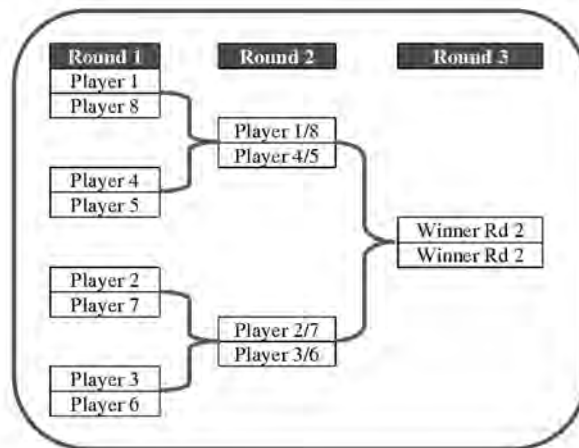 Round 1
Round 2
Round 3
Player 1
Player 8
Player 1/8
Player 4/5
Player 4
Player 5
Winner Rd 2
Winner Rd 2
Player 2
Player 7
Player 2/7
Player 3/6
Player 3
Player 6